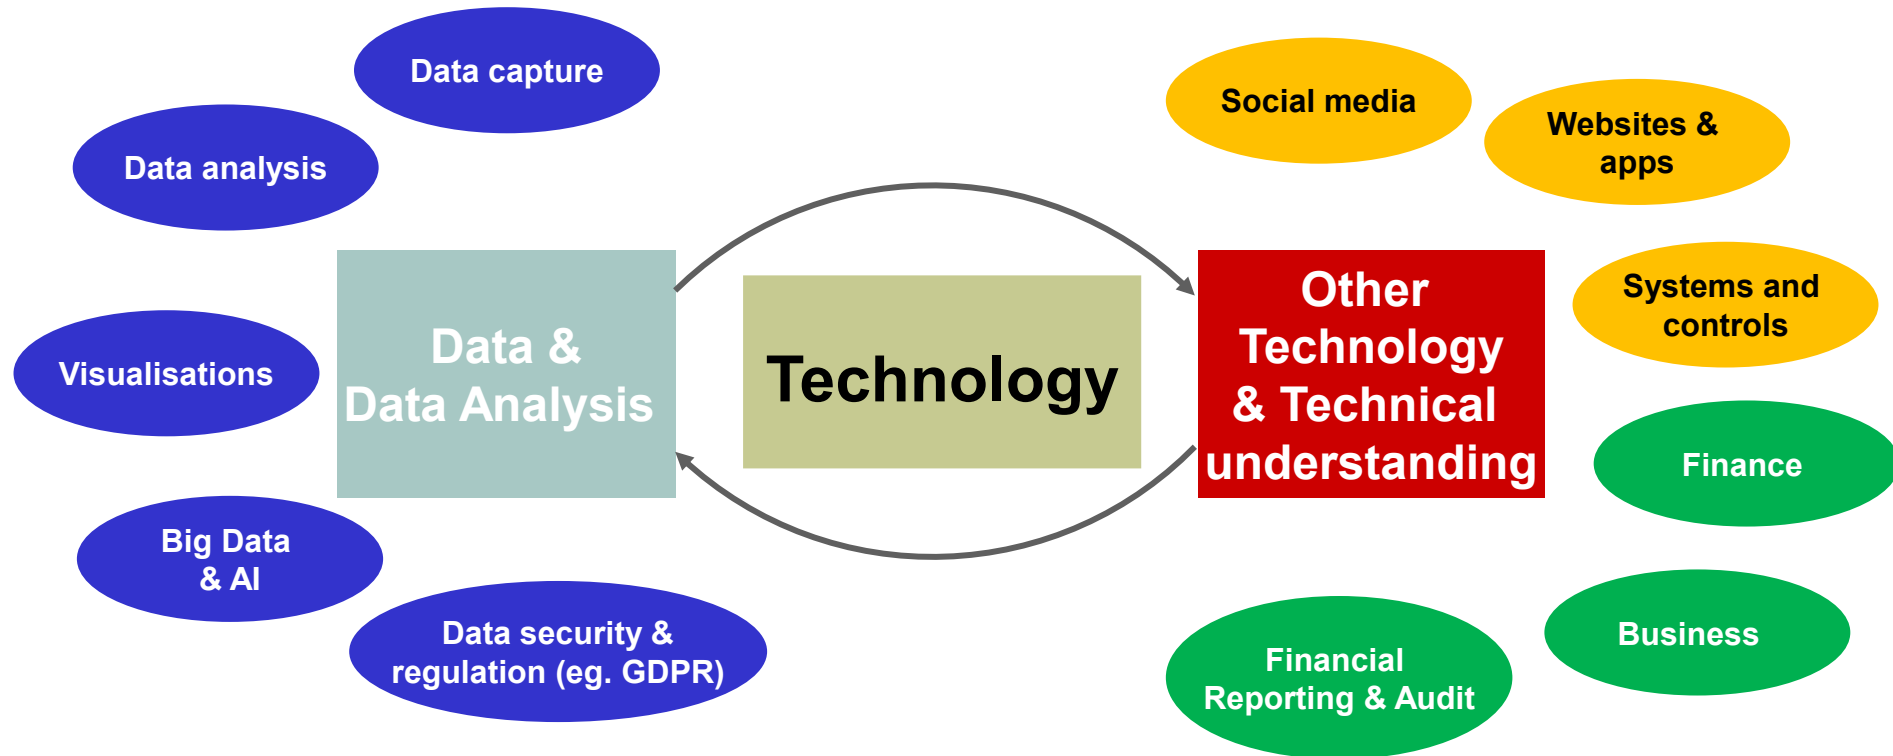 Data capture
Data analysis
Visualisations
Big Data
& AI
Data security &
regulation (eg. GDPR)
Data &
Data Analysis
Technology
Other
Technology
& Technical
understanding
Social media
Websites &
apps
Systems and
controls
Finance
Business
Financial
Reporting & Audit